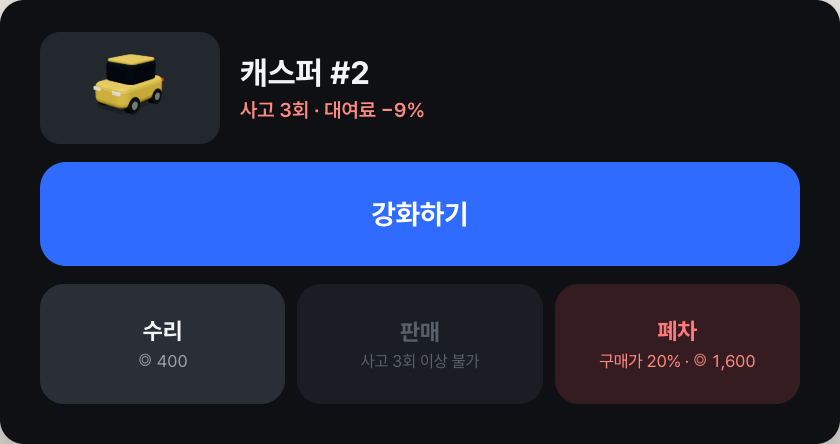 캐스퍼 #2
사고 3회 · 대여료 −9%
강화하기
수리
◎ 400
판매
사고 3회 이상 불가
폐차
구매가 20% · ◎ 1,600